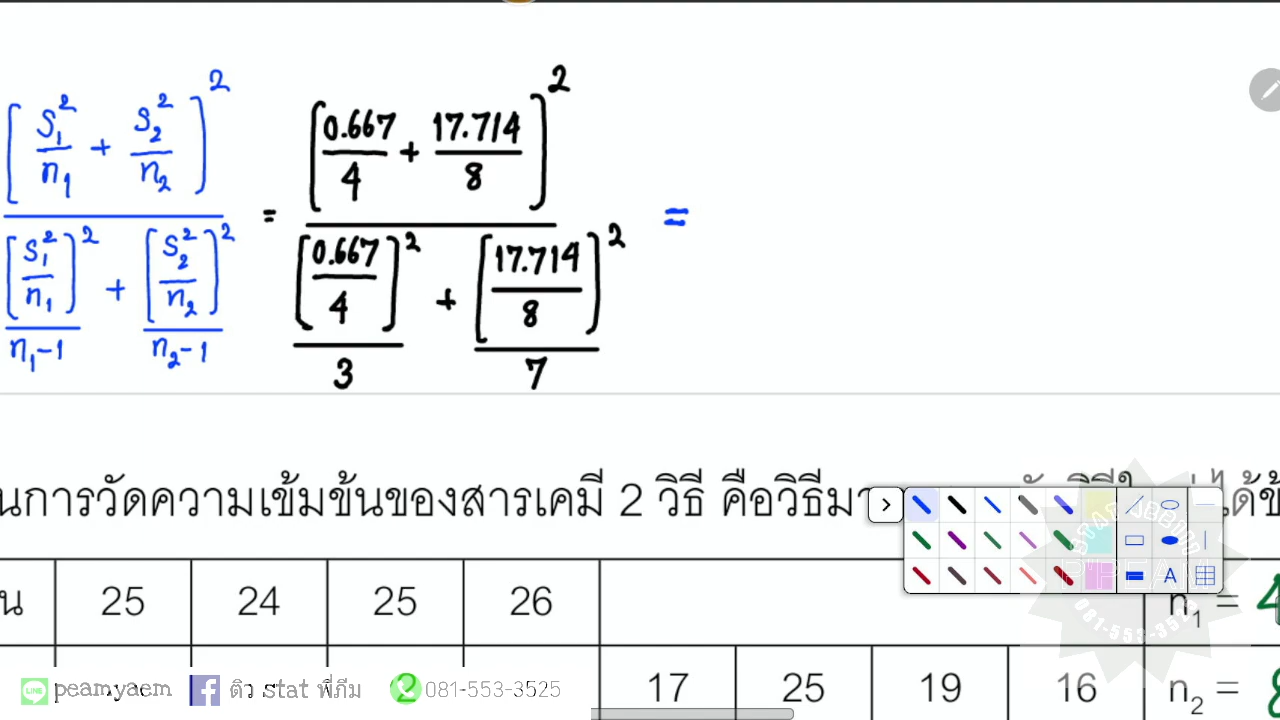 [S₁²/n₁ + S₂²/n₂]² / ([S₁²/n₁]²/(n₁-1) + [S₂²/n₂]²/(n₂-1)) = [0.667/4 + 17.714/8]² / ([0.667/4]²/3 + [17.714/8]²/7) =
นการวัดความเข้มข้นของสารเคมี 2 วิธี คือวิธีมา
น 25 24 25 26 n₁ = 4
2 17 25 19 16 n₂ = 8
peamyaem ติว stat พี่ภีม 081-553-3525